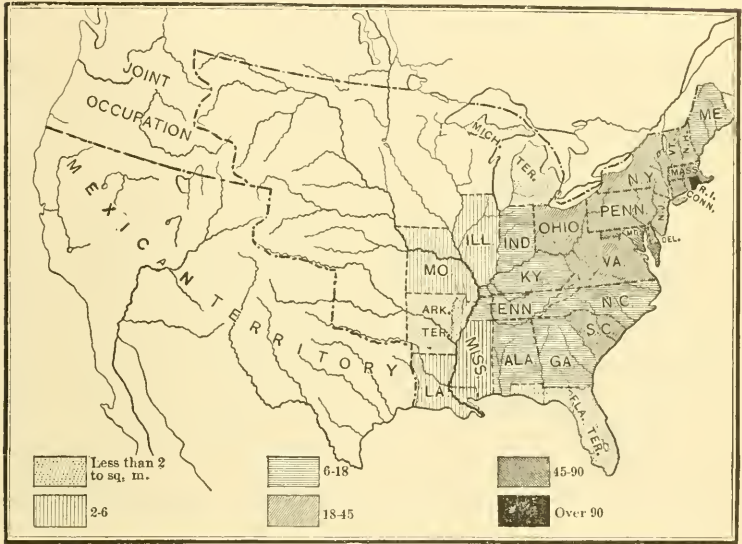 JOINT
OCCUPATION
MEXICAN TERRITORY
MICH.
TER.
ME.
VT.
N.H.
MASS.
R.I.
CONN.
N.Y.
PENN.
N.J.
DEL.
MD.
OHIO
IND
ILL
VA.
KY
MO
N.C.
TENN
ARK.
TER.
S.C.
MISS
ALA
GA.
LA.
FLA. TER.
Less than 2
to sq. m.
2-6
6-18
18-45
45-90
Over 90